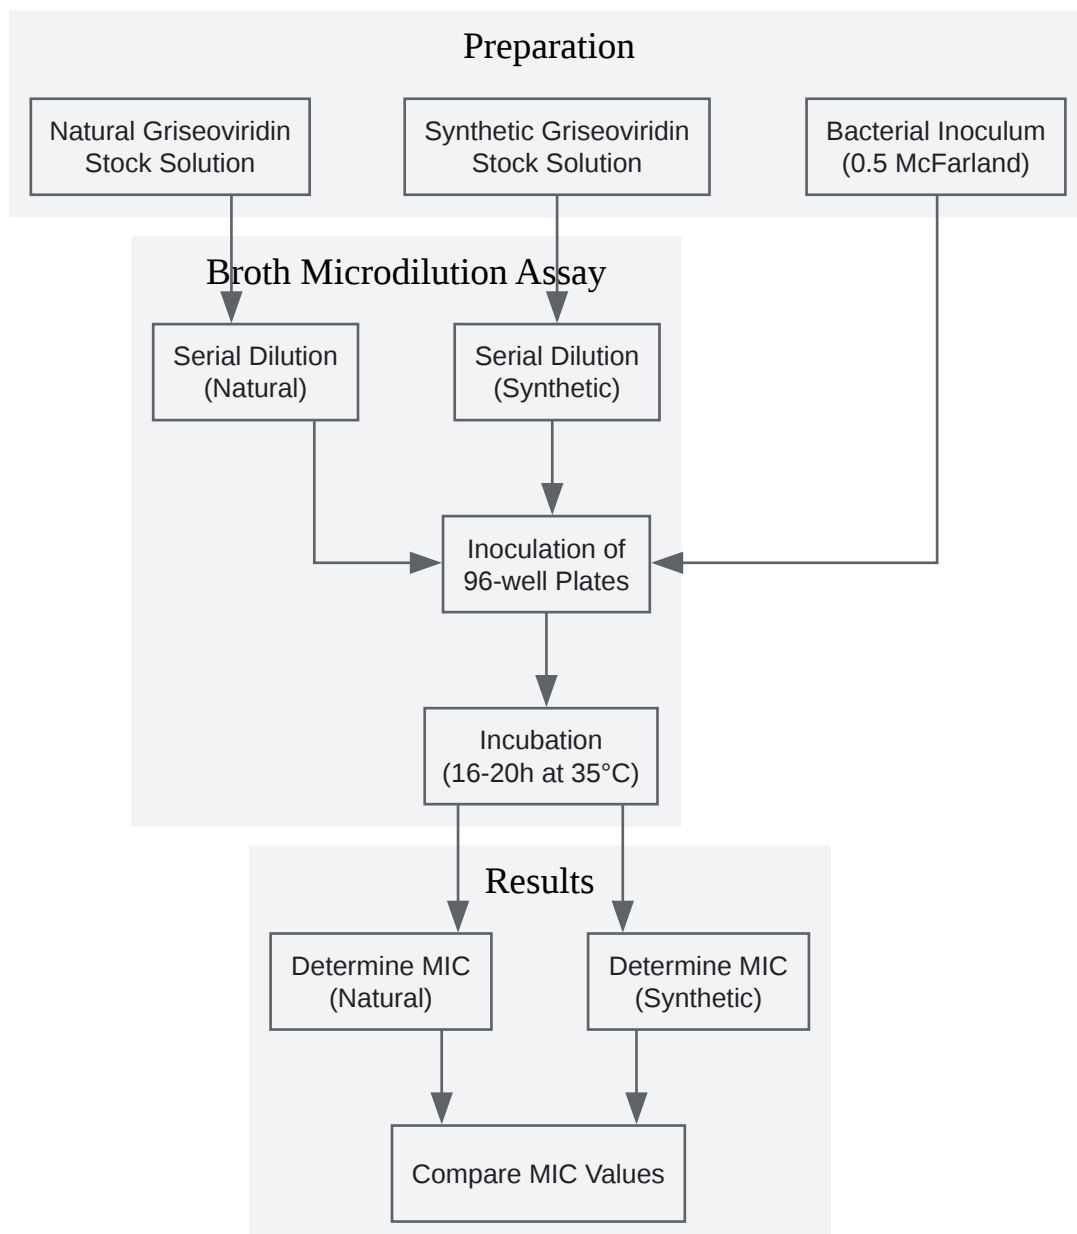 Preparation
Natural Griseoviridin
Stock Solution
Synthetic Griseoviridin
Stock Solution
Bacterial Inoculum
(0.5 McFarland)
Broth Microdilution Assay
Serial Dilution
(Natural)
Serial Dilution
(Synthetic)
Inoculation of
96-well Plates
Incubation
(16-20h at 35°C)
Results
Determine MIC
(Natural)
Determine MIC
(Synthetic)
Compare MIC Values